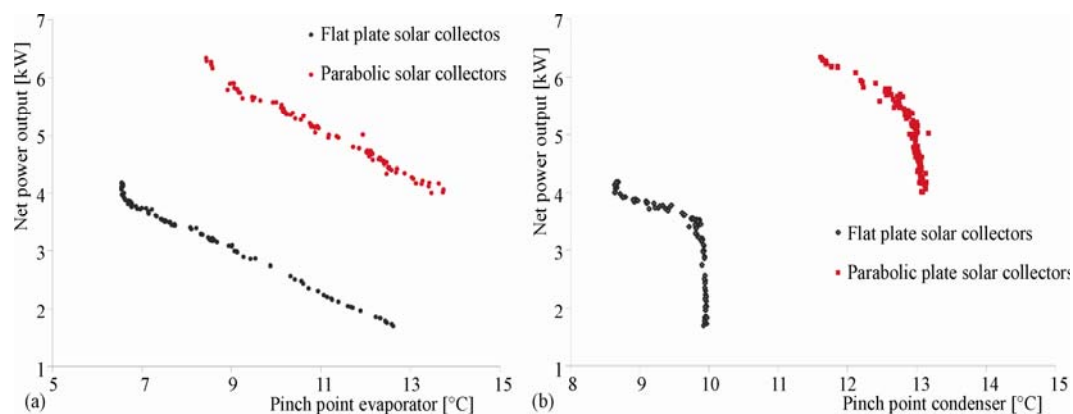 7
6
5
4
3
2
1
Net power output [kW]
Flat plate solar collectos
Parabolic solar collectors
5
7
9
11
13
15
(a)
Pinch point evaporator [°C]
7
6
5
4
3
2
1
Net power output [kW]
Flat plate solar collectors
Parabolic plate solar collectors
8
9
10
11
12
13
14
15
(b)
Pinch point condenser [°C]